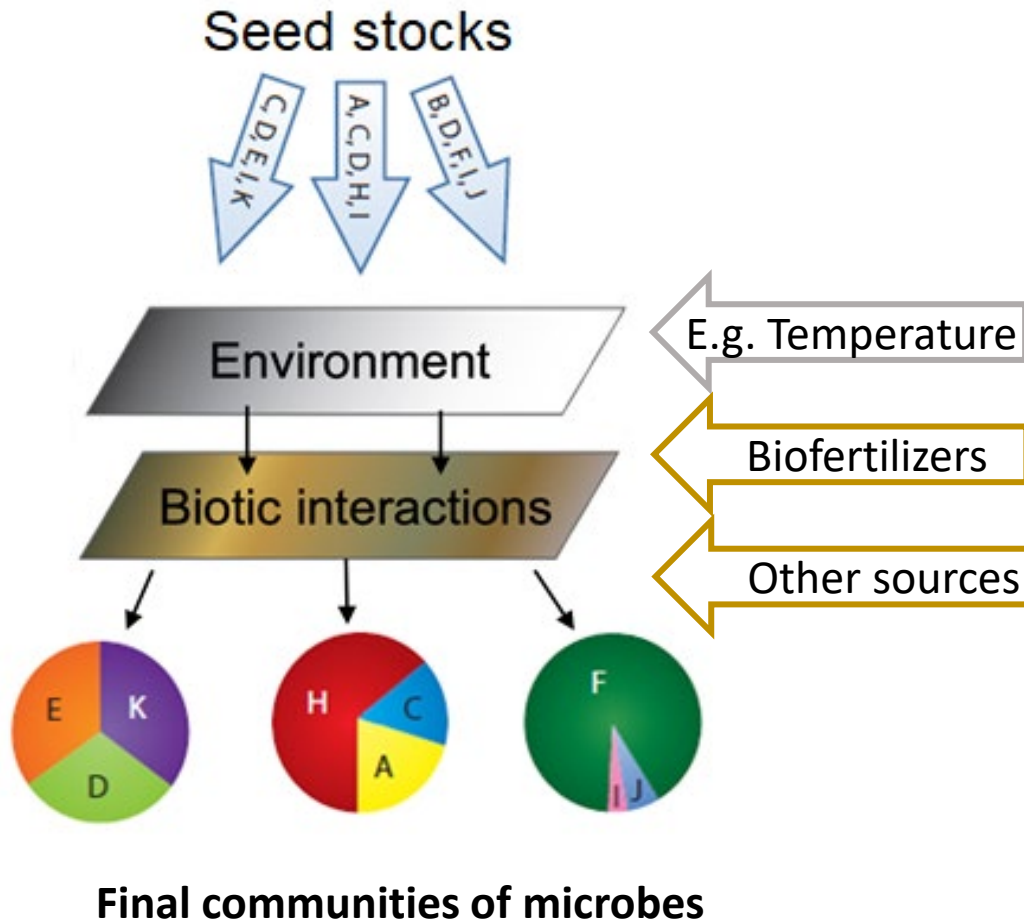 Seed stocks
C, D, E, I, K
A, C, D, H, I
B, D, F, I, J
Environment
E.g. Temperature
Biotic interactions
Biofertilizers
Other sources
E
K
D
H
C
A
F
I
J
Final communities of microbes